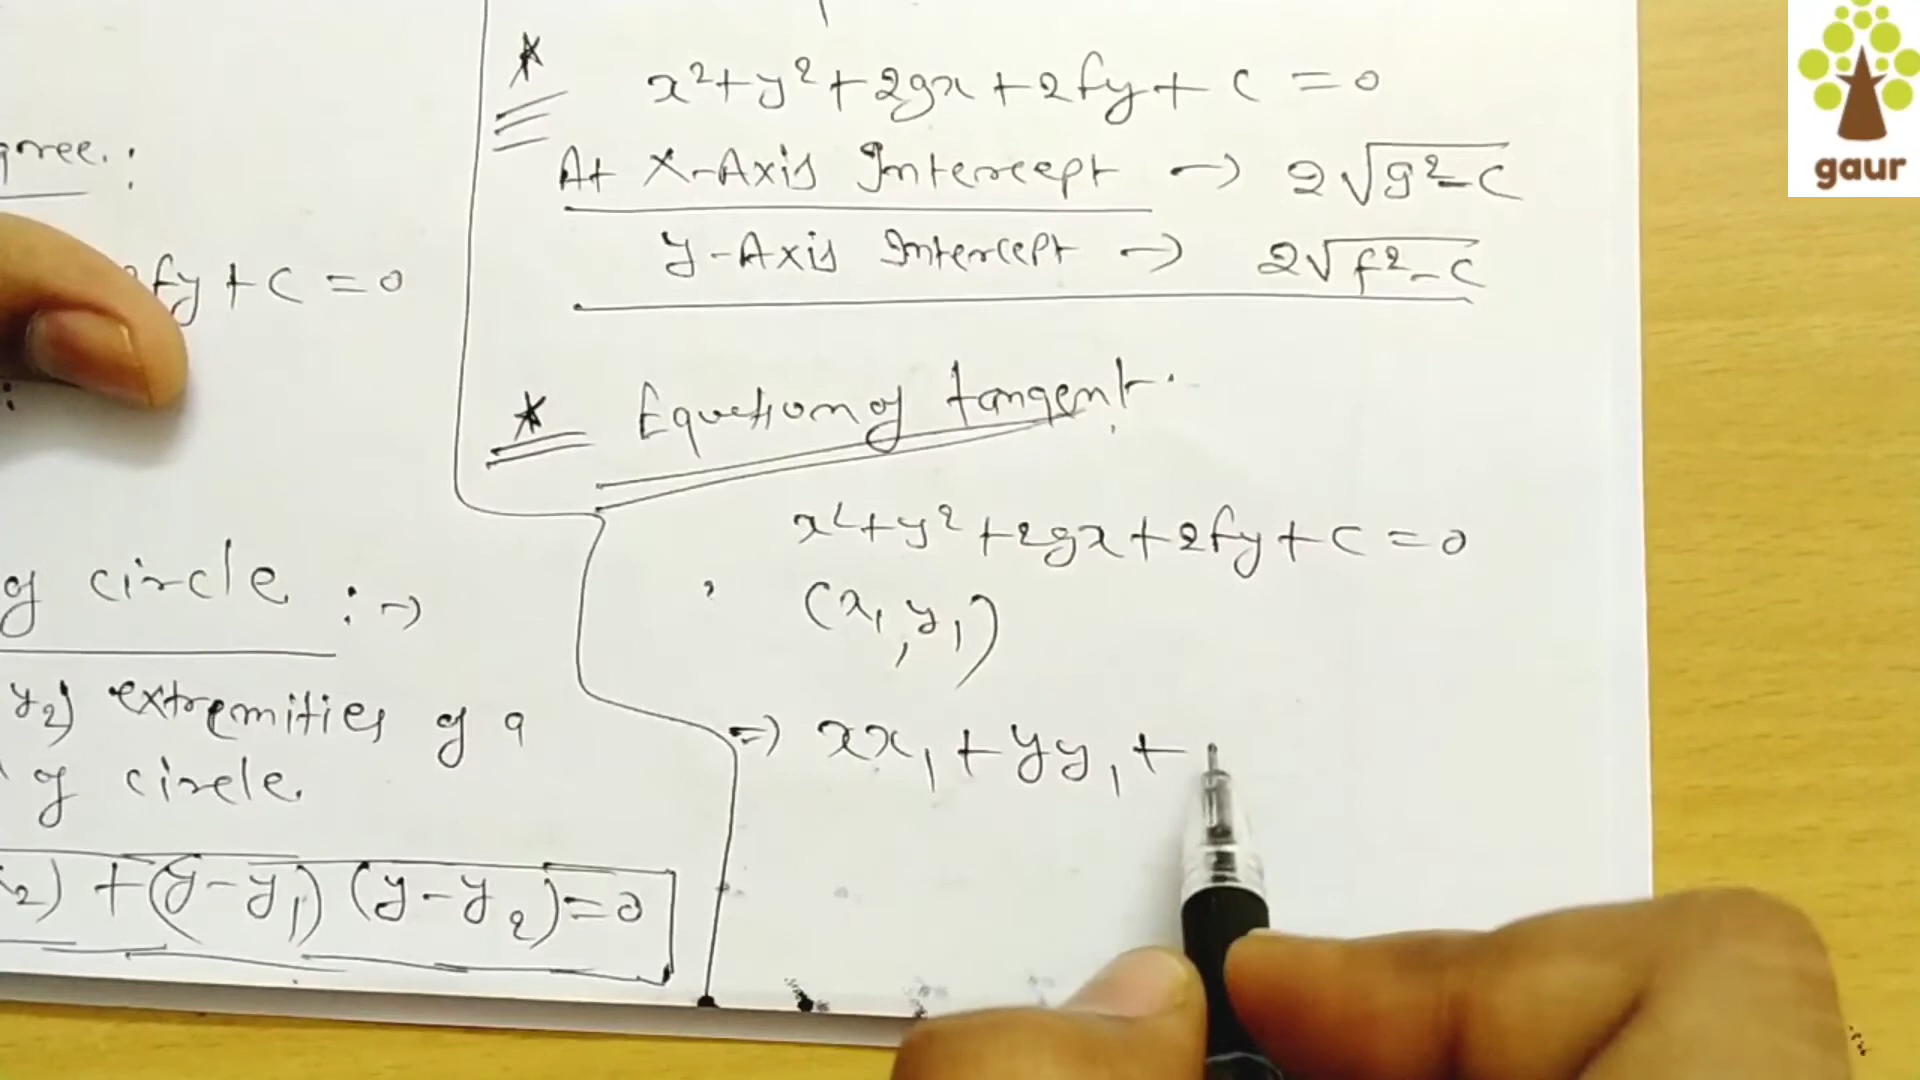 gree. :
fy + c = 0
g circle :→
y₂) extremities of a
of circle
x₂) + (y-y₁) (y-y₂) = 0
* x² + y² + 2gx + 2fy + c = 0
At X-Axis Intercept → 2√g²-c
y-Axis Intercept → 2√f²-c
* Equation of tangent.
x² + y² + 2gx + 2fy + c = 0
(x₁, y₁)
⇒ xx₁ + yy₁ +
gaur